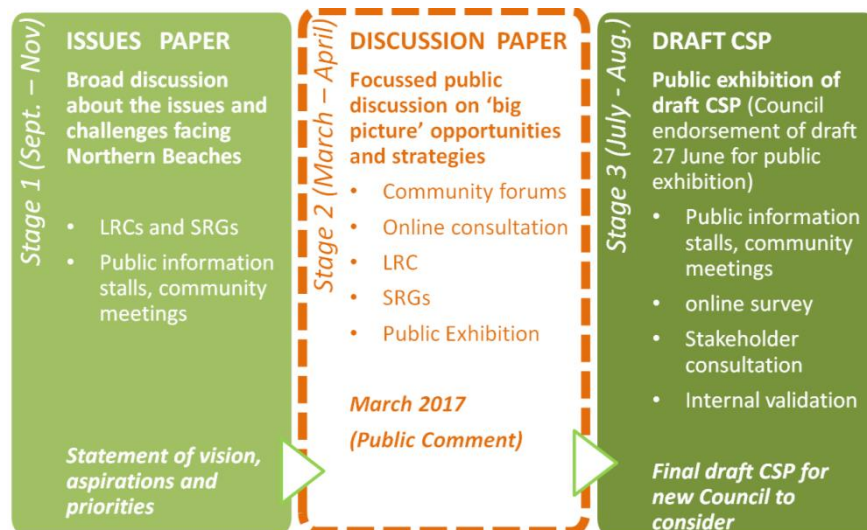 Stage 1 (Sept. – Nov)
ISSUES PAPER
Broad discussion
about the issues and
challenges facing
Northern Beaches
• LRCs and SRGs
• Public information
stalls, community
meetings
Statement of vision,
aspirations and
priorities
Stage 2 (March – April)
DISCUSSION PAPER
Focussed public
discussion on ‘big
picture’ opportunities
and strategies
• Community forums
• Online consultation
• LRC
• SRGs
• Public Exhibition
March 2017
(Public Comment)
Stage 3 (July - Aug.)
DRAFT CSP
Public exhibition of
draft CSP (Council
endorsement of draft
27 June for public
exhibition)
• Public information
stalls, community
meetings
• online survey
• Stakeholder
consultation
• Internal validation
Final draft CSP for
new Council to
consider